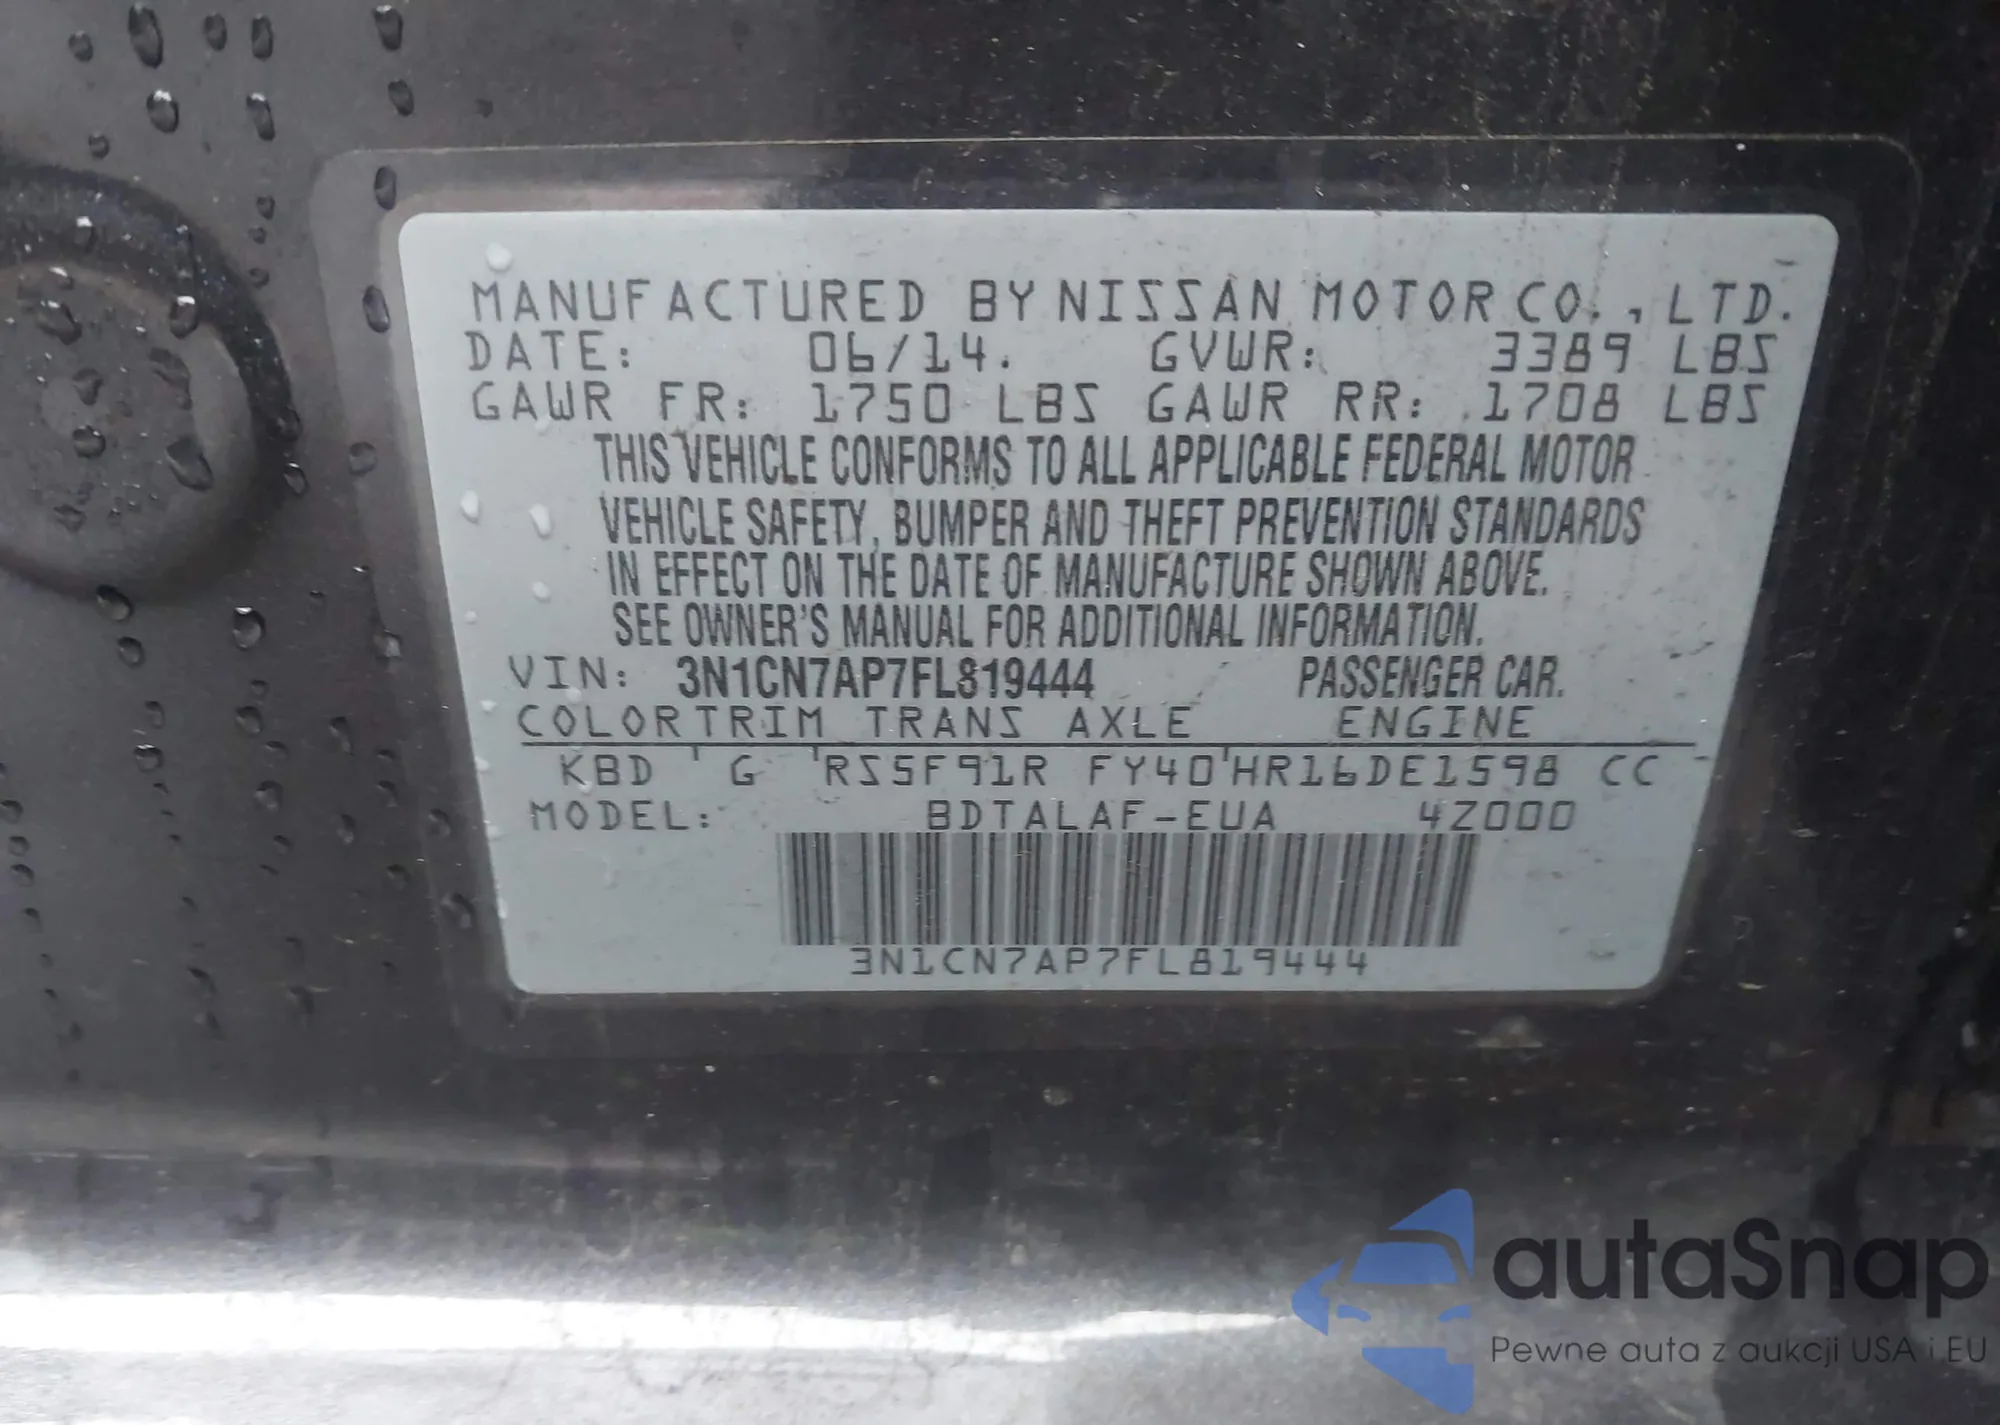 MANUFACTURED BY NISSAN MOTOR CO., LTD.
DATE: 06/14. GVWR: 3389 LBS
GAWR FR: 1750 LBS GAWR RR: 1708 LBS
THIS VEHICLE CONFORMS TO ALL APPLICABLE FEDERAL MOTOR
VEHICLE SAFETY, BUMPER AND THEFT PREVENTION STANDARDS
IN EFFECT ON THE DATE OF MANUFACTURE SHOWN ABOVE.
SEE OWNER'S MANUAL FOR ADDITIONAL INFORMATION.
VIN: 3N1CN7AP7FL819444 PASSENGER CAR.
COLOR TRIM TRANS AXLE ENGINE
KBD G RS5F91R FY40 HR16DE1598 CC
MODEL: BDTALAF-EUA 4Z000
3N1CN7AP7FL819444
autaSnap
Pewne auta z aukcji USA i EU